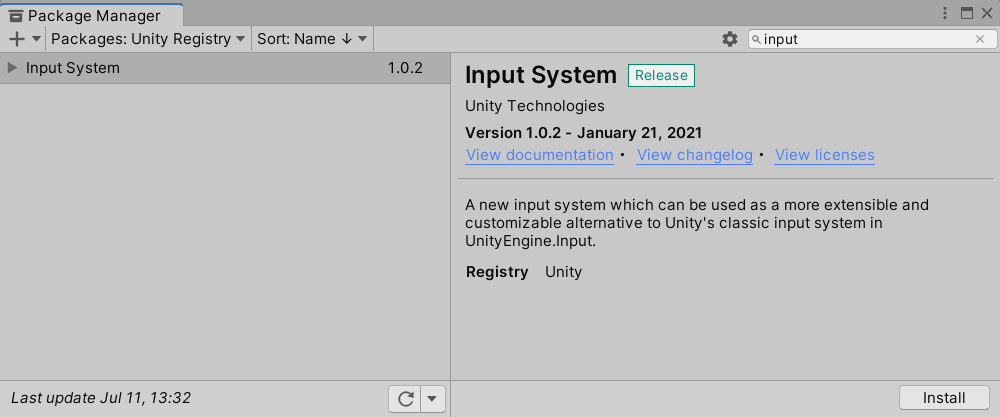 Package Manager
Packages: Unity Registry Sort: Name ↓ input
Input System 1.0.2
Input System Release
Unity Technologies
Version 1.0.2 - January 21, 2021
View documentation • View changelog • View licenses
A new input system which can be used as a more extensible and
customizable alternative to Unity's classic input system in
UnityEngine.Input.
Registry Unity
Last update Jul 11, 13:32
Install